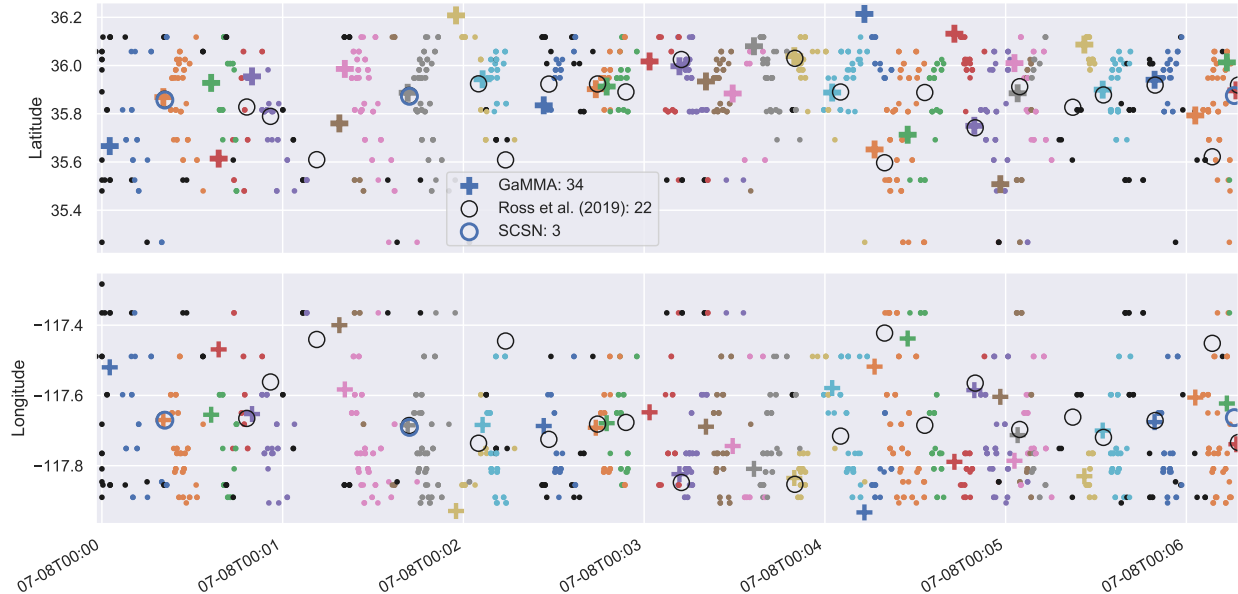 36.2
36.0
35.8
35.6
35.4
Latitude
GaMMA: 34
Ross et al. (2019): 22
SCSN: 3
−117.4
−117.6
−117.8
Longitude
07-08T00:00
07-08T00:01
07-08T00:02
07-08T00:03
07-08T00:04
07-08T00:05
07-08T00:06